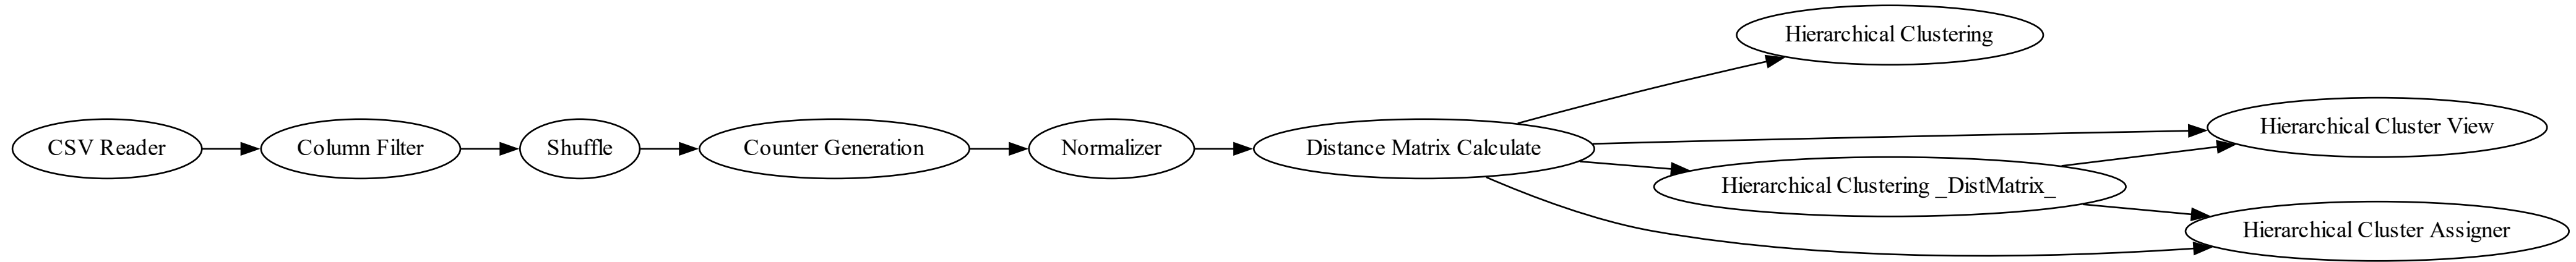 CSV Reader
Column Filter
Shuffle
Counter Generation
Normalizer
Distance Matrix Calculate
Hierarchical Clustering
Hierarchical Cluster View
Hierarchical Clustering _DistMatrix_
Hierarchical Cluster Assigner